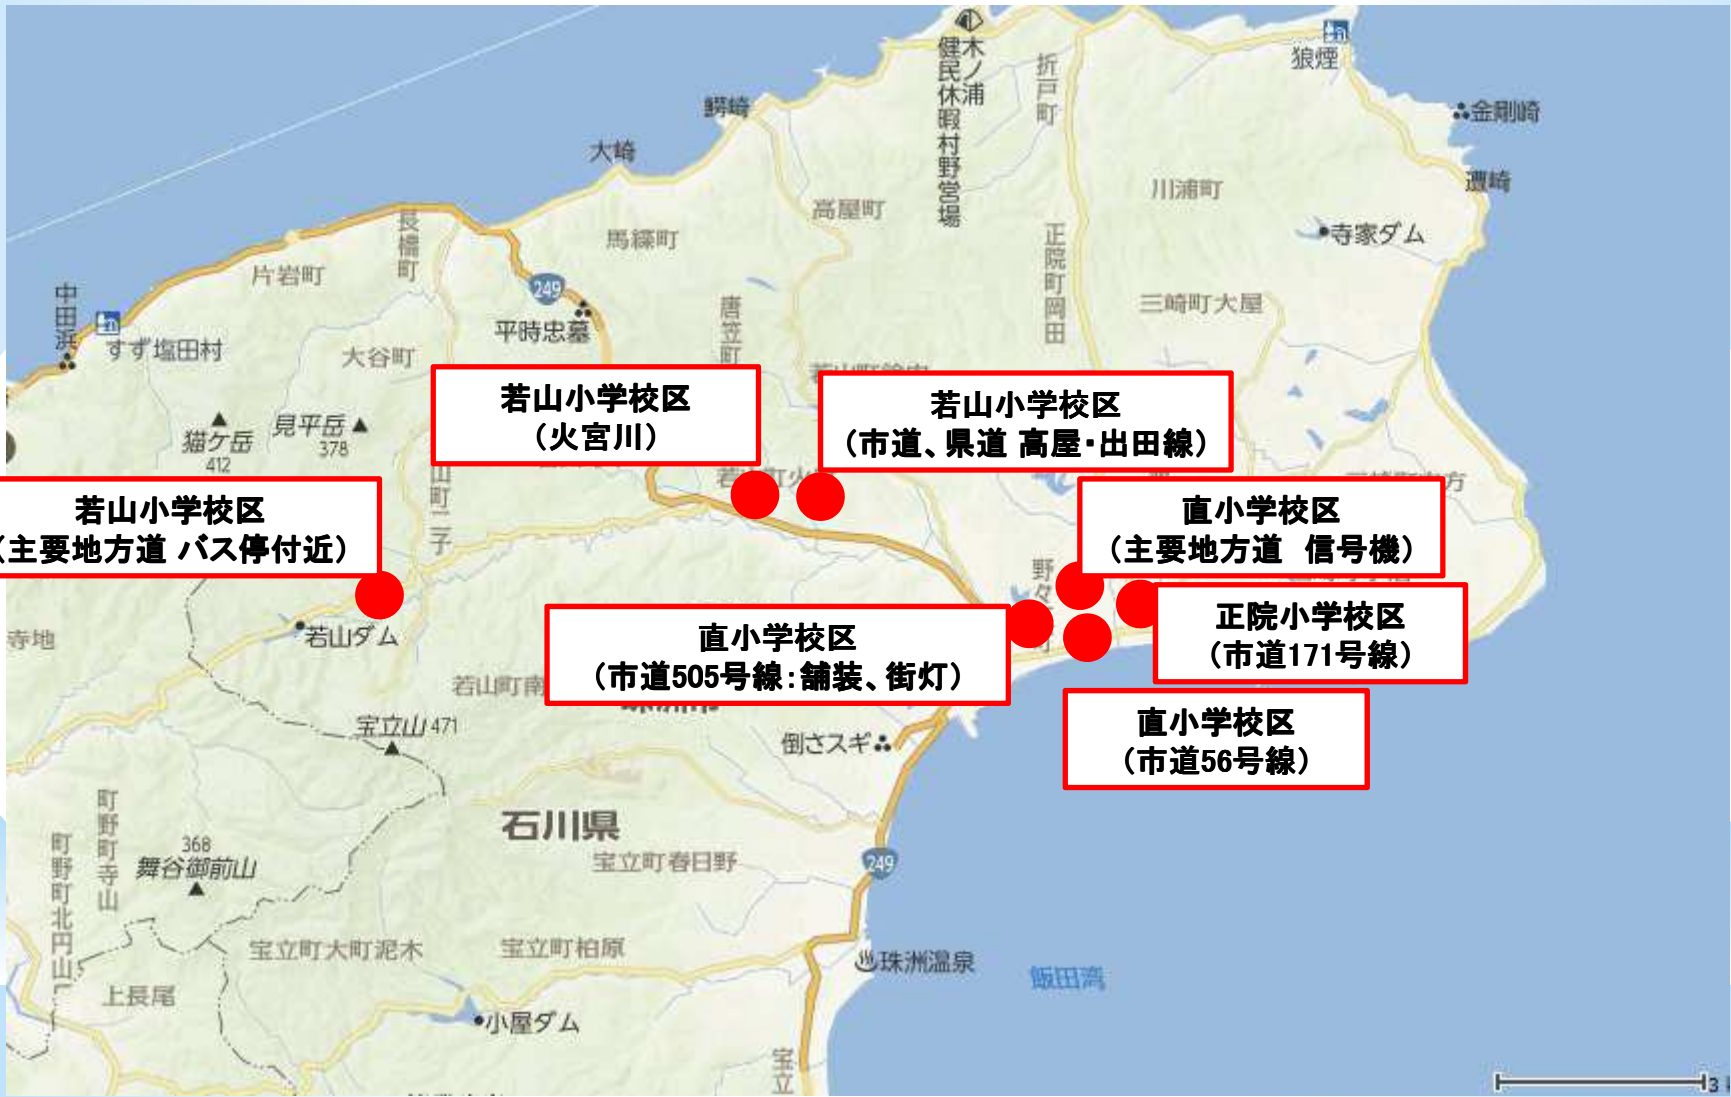 木ノ浦
健民休暇村野営場
折戸町
狼煙
金剛崎
鰐崎
大崎
遭崎
川浦町
高屋町
長橋町
馬緤町
寺家ダム
正院町岡田
片岩町
249
中田浜
唐笠町
三崎町大屋
平時忠墓
すず塩田村
大谷町
若山小学校区
(火宮川)
若山小学校区
(市道、県道 高屋・出田線)
見平岳
378
猫ケ岳
412
若山小学校区
(主要地方道 バス停付近)
直小学校区
(主要地方道 信号機)
正院小学校区
(市道171号線)
直小学校区
(市道505号線:舗装、街灯)
直小学校区
(市道56号線)
寺地
若山ダム
若山町南
宝立山 471
倒さスギ
石川県
町野町寺山
町野町北円山
368
舞谷御前山
宝立町春日野
249
宝立町大町泥木
宝立町柏原
珠洲温泉
飯田湾
上長尾
小屋ダム
宝立
3